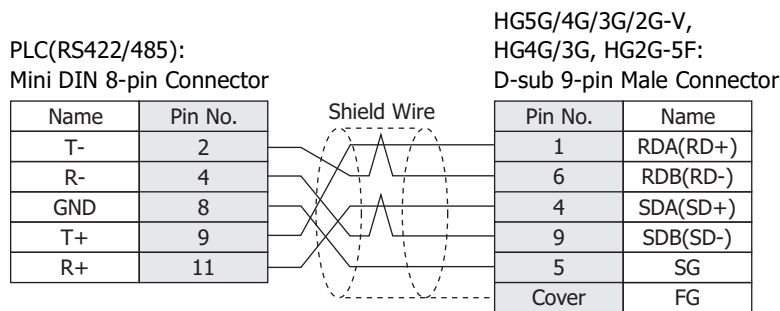 HG5G/4G/3G/2G-V,
PLC(RS422/485): HG4G/3G, HG2G-5F:
Mini DIN 8-pin Connector D-sub 9-pin Male Connector
Name Pin No. Shield Wire Pin No. Name
T- 2 1 RDA(RD+)
R- 4 6 RDB(RD-)
GND 8 4 SDA(SD+)
T+ 9 9 SDB(SD-)
R+ 11 5 SG
Cover FG